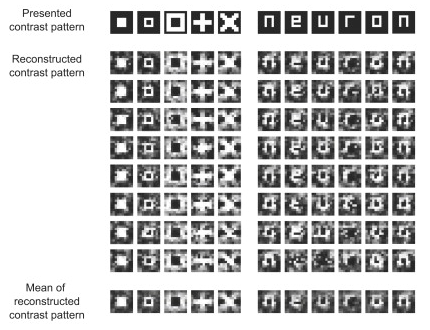 Presented
contrast pattern
n e u r o n
Reconstructed
contrast pattern
Mean of
reconstructed
contrast pattern